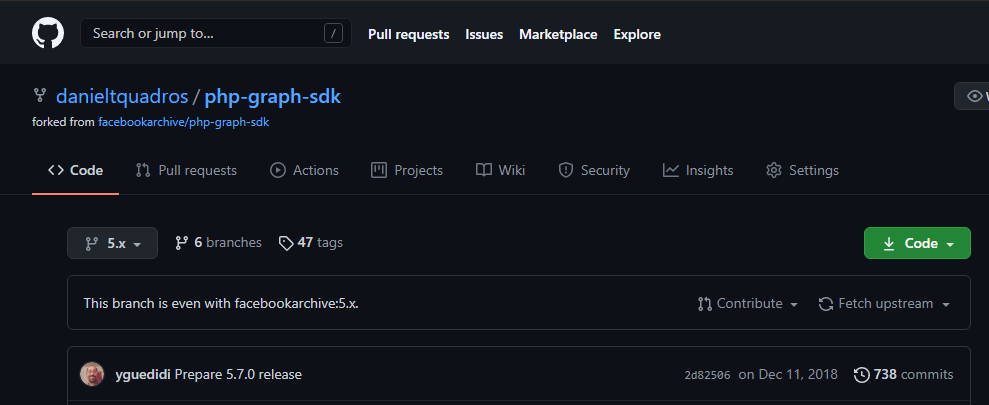 Search or jump to... /
Pull requests Issues Marketplace Explore
danieltquadros / php-graph-sdk
forked from facebookarchive/php-graph-sdk
Code Pull requests Actions Projects Wiki Security Insights Settings
5.x 6 branches 47 tags Code
This branch is even with facebookarchive:5.x. Contribute Fetch upstream
yguedidi Prepare 5.7.0 release 2d82506 on Dec 11, 2018 738 commits